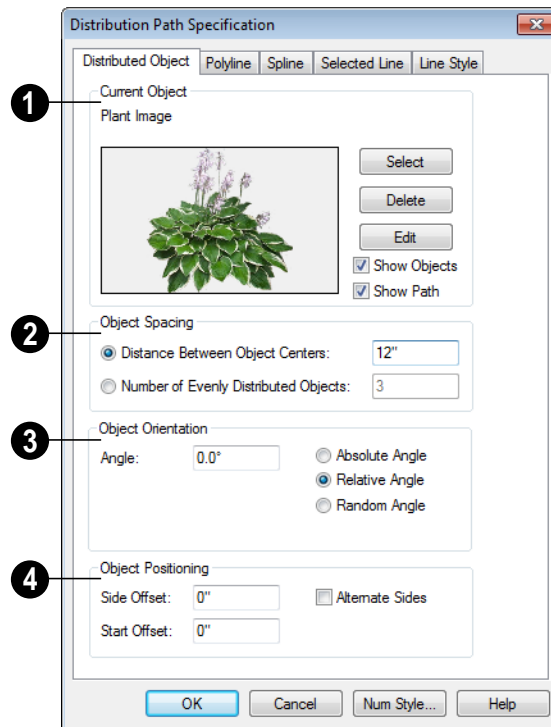 Distribution Path Specification
Distributed Object Polyline Spline Selected Line Line Style
1
Current Object
Plant Image
Select
Delete
Edit
Show Objects
Show Path
2
Object Spacing
Distance Between Object Centers: 12"
Number of Evenly Distributed Objects: 3
3
Object Orientation
Angle: 0.0° Absolute Angle
Relative Angle
Random Angle
4
Object Positioning
Side Offset: 0" Alternate Sides
Start Offset: 0"
OK Cancel Num Style... Help